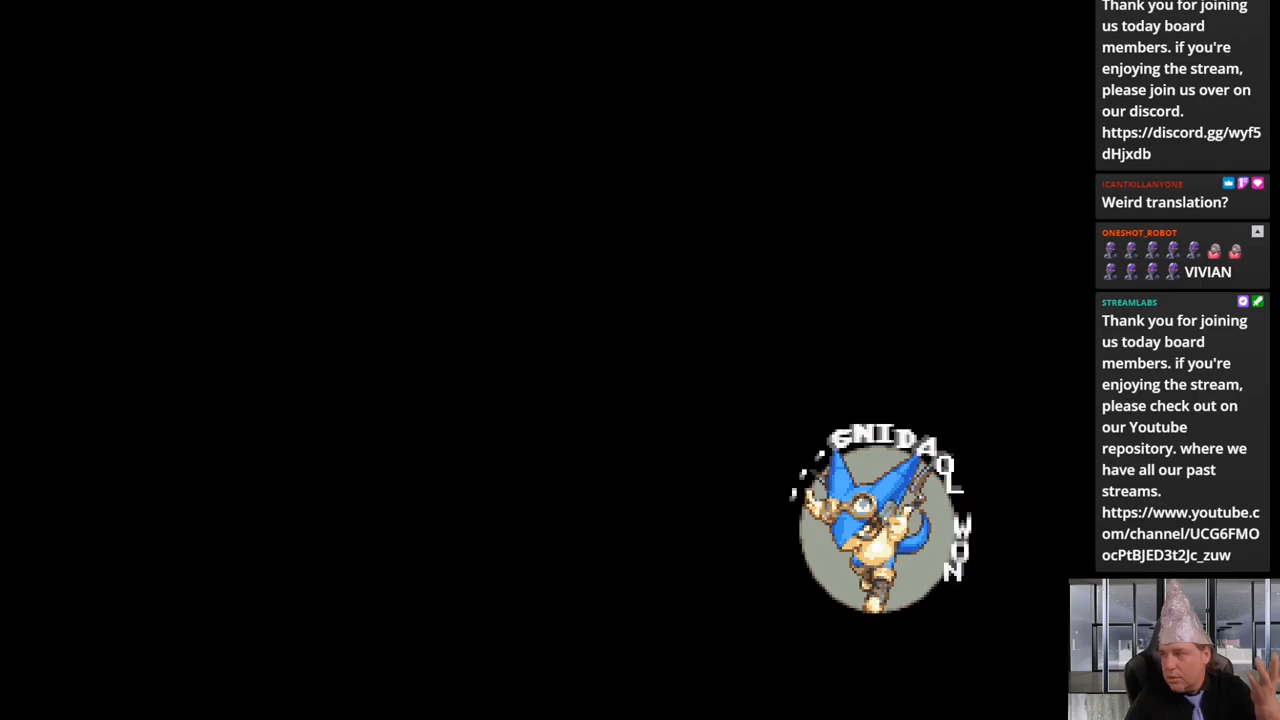 Thank you for joining
us today board
members. if you're
enjoying the stream,
please join us over on
our discord.
https://discord.gg/wyf5
dHjxdb
ICANTKILLANYONE
Weird translation?
ONESHOT_ROBOT
VIVIAN
STREAMLABS
Thank you for joining
us today board
members. if you're
enjoying the stream,
please check out on
our Youtube
repository. where we
have all our past
streams.
https://www.youtube.c
om/channel/UCG6FMO
ocPtBJED3t2Jc_zuw
NOW LOADING...